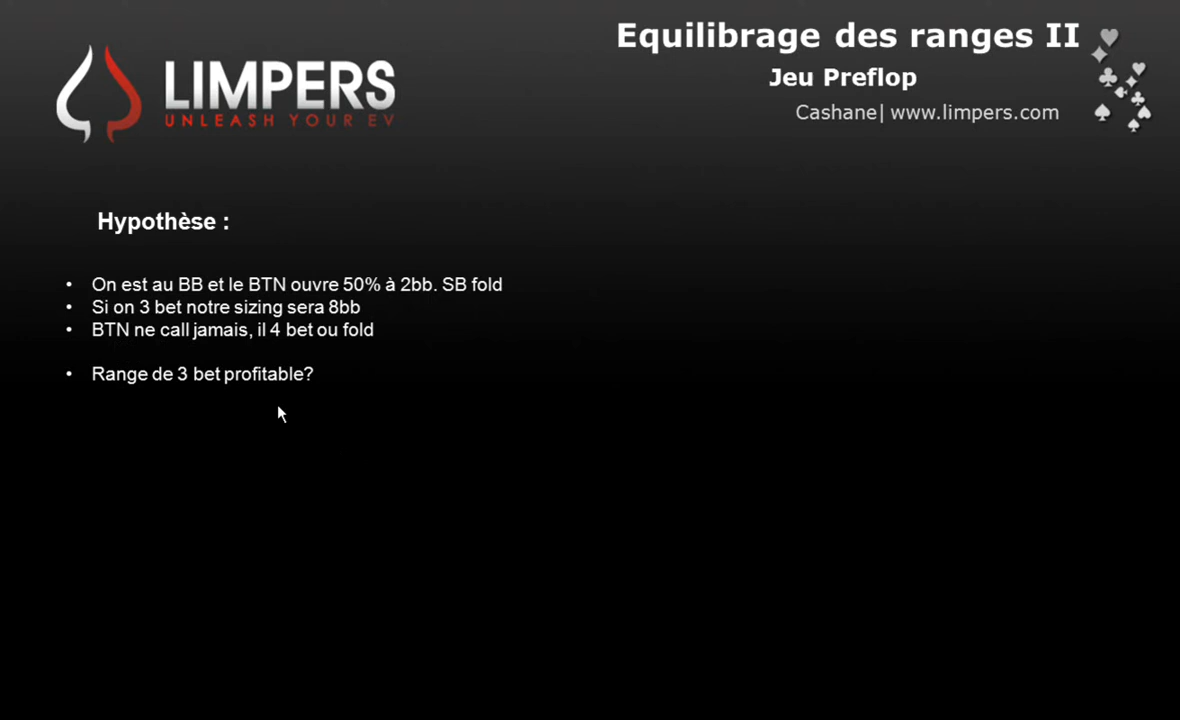 Equilibrage des ranges II
Jeu Preflop
Cashane| www.limpers.com
LIMPERS
UNLEASH YOUR EV
Hypothèse :
• On est au BB et le BTN ouvre 50% à 2bb. SB fold
• Si on 3 bet notre sizing sera 8bb
• BTN ne call jamais, il 4 bet ou fold
• Range de 3 bet profitable?